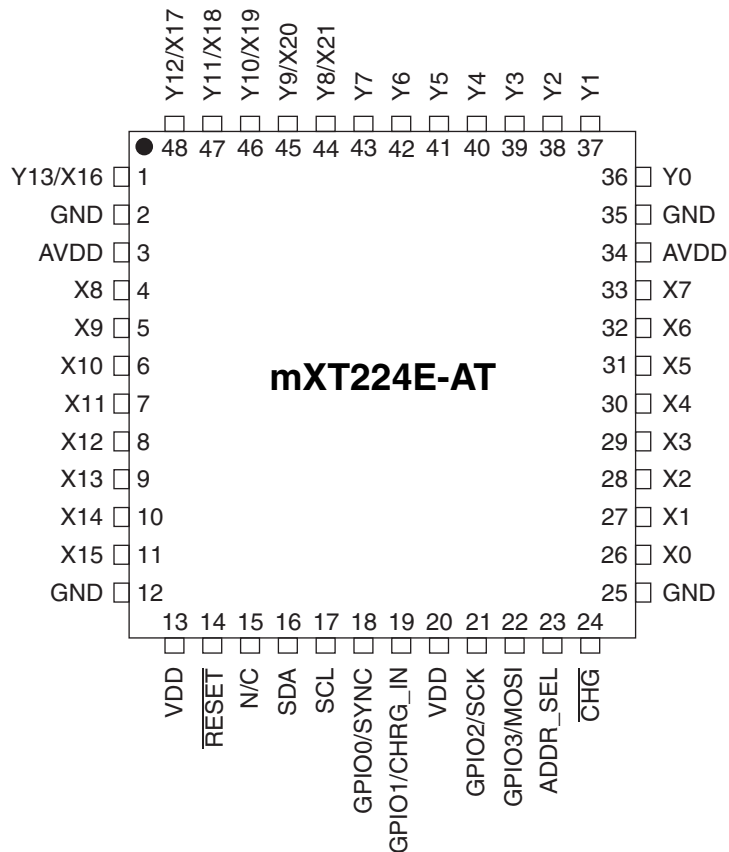 Y12/X17
Y11/X18
Y10/X19
Y9/X20
Y8/X21
Y7
Y6
Y5
Y4
Y3
Y2
Y1
48 47 46 45 44 43 42 41 40 39 38 37
Y13/X16 1 36 Y0
GND 2 35 GND
AVDD 3 34 AVDD
X8 4 33 X7
X9 5 32 X6
X10 6 31 X5
mXT224E-AT
X11 7 30 X4
X12 8 29 X3
X13 9 28 X2
X14 10 27 X1
X15 11 26 X0
GND 12 25 GND
13 14 15 16 17 18 19 20 21 22 23 24
VDD
RESET
N/C
SDA
SCL
GPIO0/SYNC
GPIO1/CHRG_IN
VDD
GPIO2/SCK
GPIO3/MOSI
ADDR_SEL
CHG